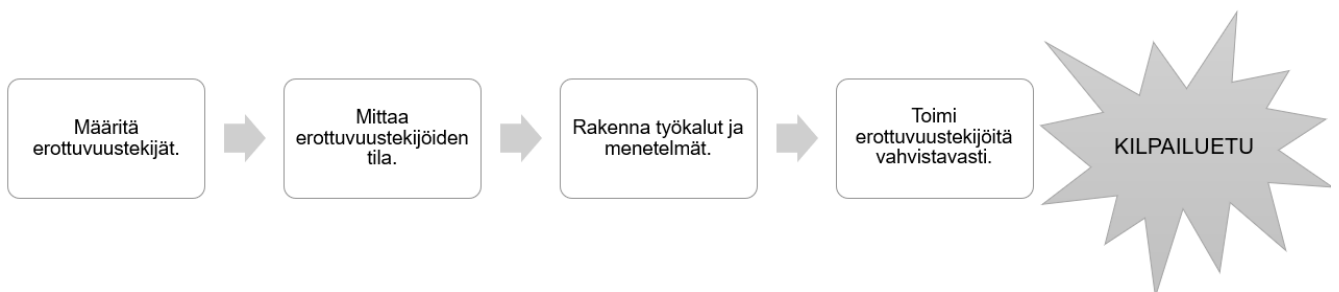 Määritä
erottuvuustekijät.
Mittaa
erottuvuustekijöiden
tila.
Rakenna työkalut ja
menetelmät.
Toimi
erottuvuustekijöitä
vahvistavasti.
KILPAILUETU